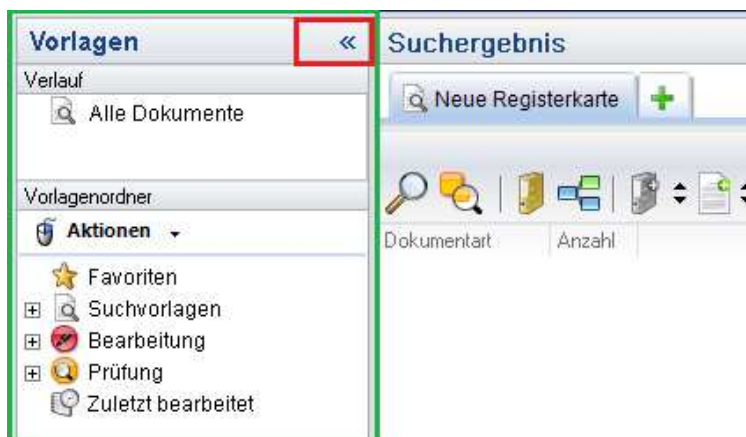 Vorlagen «
Verlauf
Alle Dokumente
Vorlagenordner
Aktionen
Favoriten
Suchvorlagen
Bearbeitung
Prüfung
Zuletzt bearbeitet
Suchergebnis
Neue Registerkarte
Dokumentart Anzahl